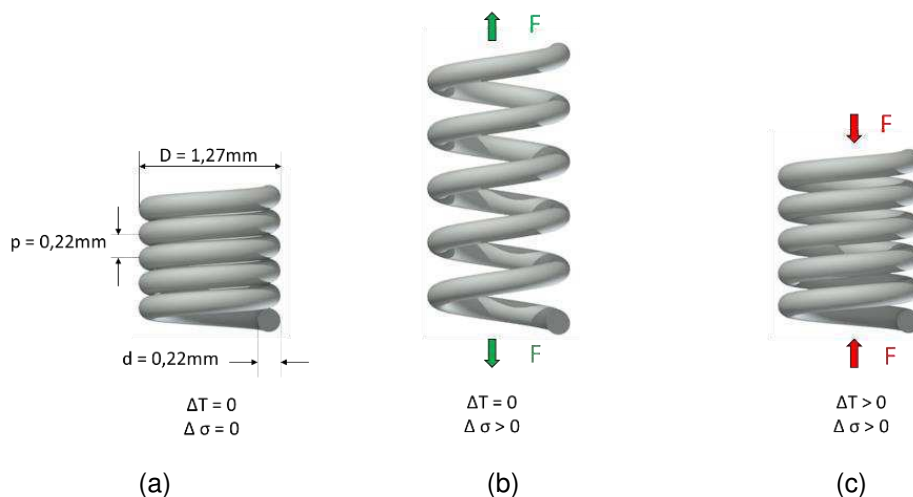 F
F
D = 1,27mm
p = 0,22mm
d = 0,22mm
F
F
ΔT = 0
Δ σ = 0
ΔT = 0
Δ σ > 0
ΔT > 0
Δ σ > 0
(a)
(b)
(c)